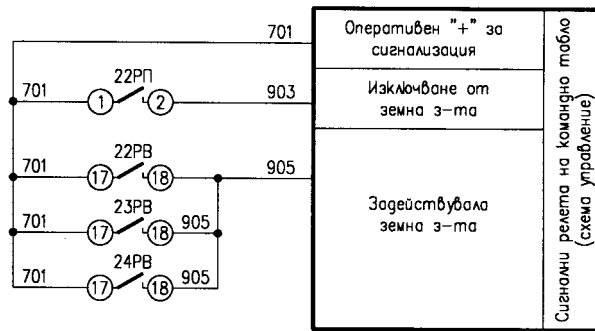 701
Оперативен "+" за
сигнализация
701
22РП
1
2
903
Изключване от
земна з-та
701
22РВ
17
18
905
Задействувала
земна з-та
701
23РВ
17
18
905
701
24РВ
17
18
905
Сигнални релета на командно табло
(схема управление)